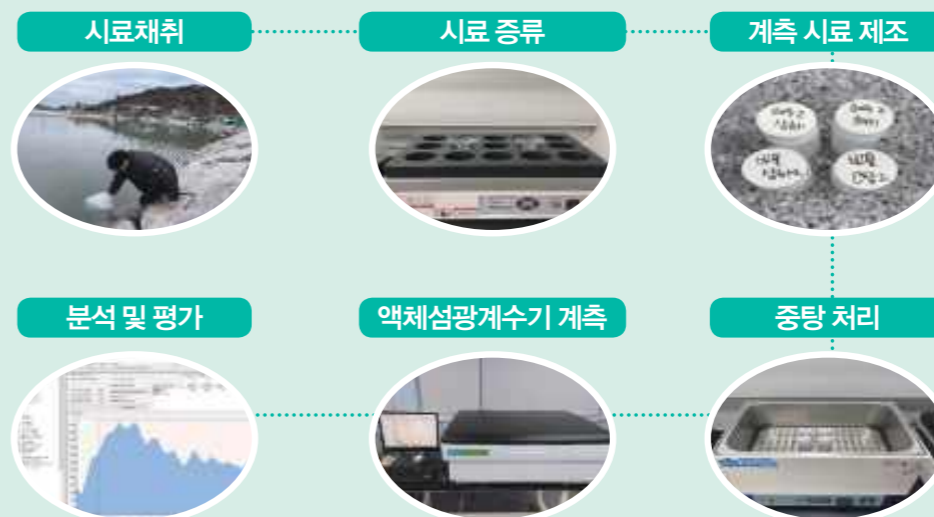 시료채취
시료 증류
계측 시료 제조
분석 및 평가
액체섬광계수기 계측
중탕 처리